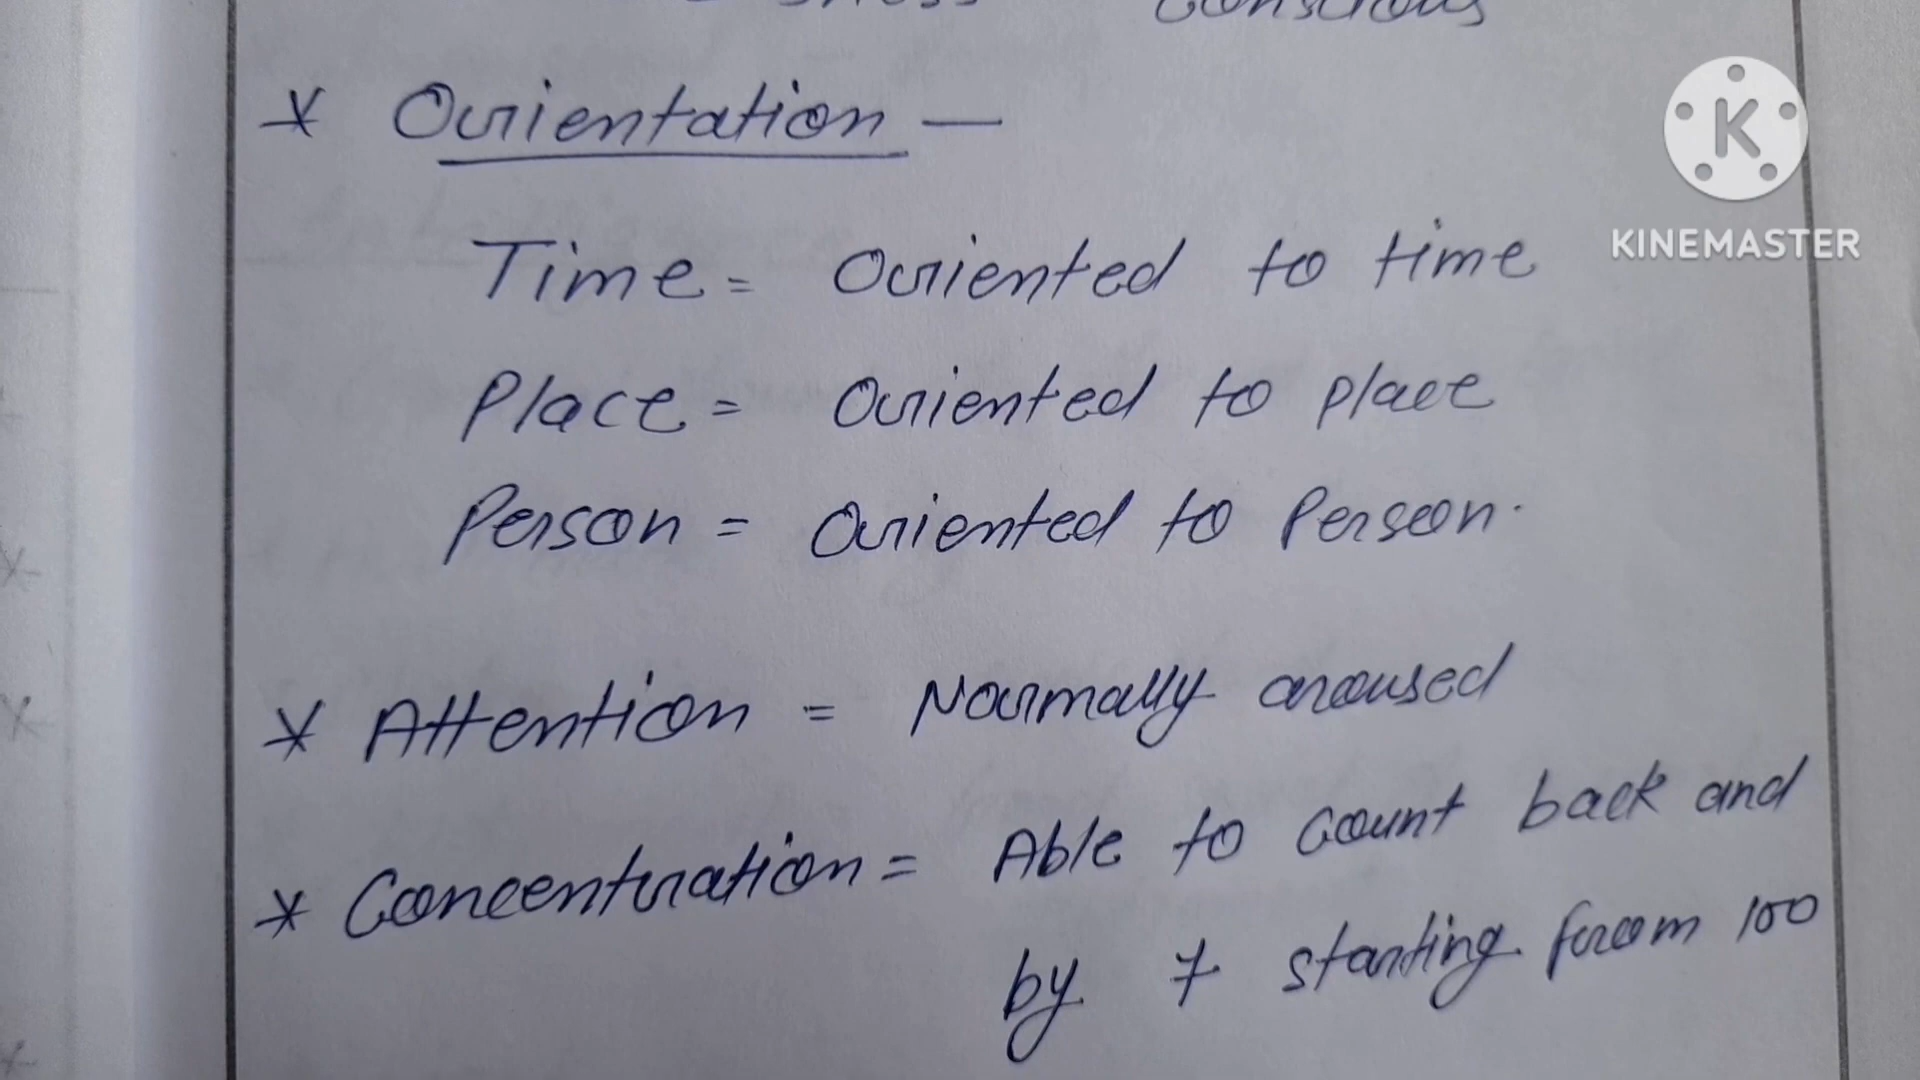 Conscious
* Orientation —
Time = Oriented to time
Place = Oriented to place
Person = Oriented to Person.
* Attention = Normally aroused
* Concentration = Able to count back and
by 7 starting from 100
K
KINEMASTER